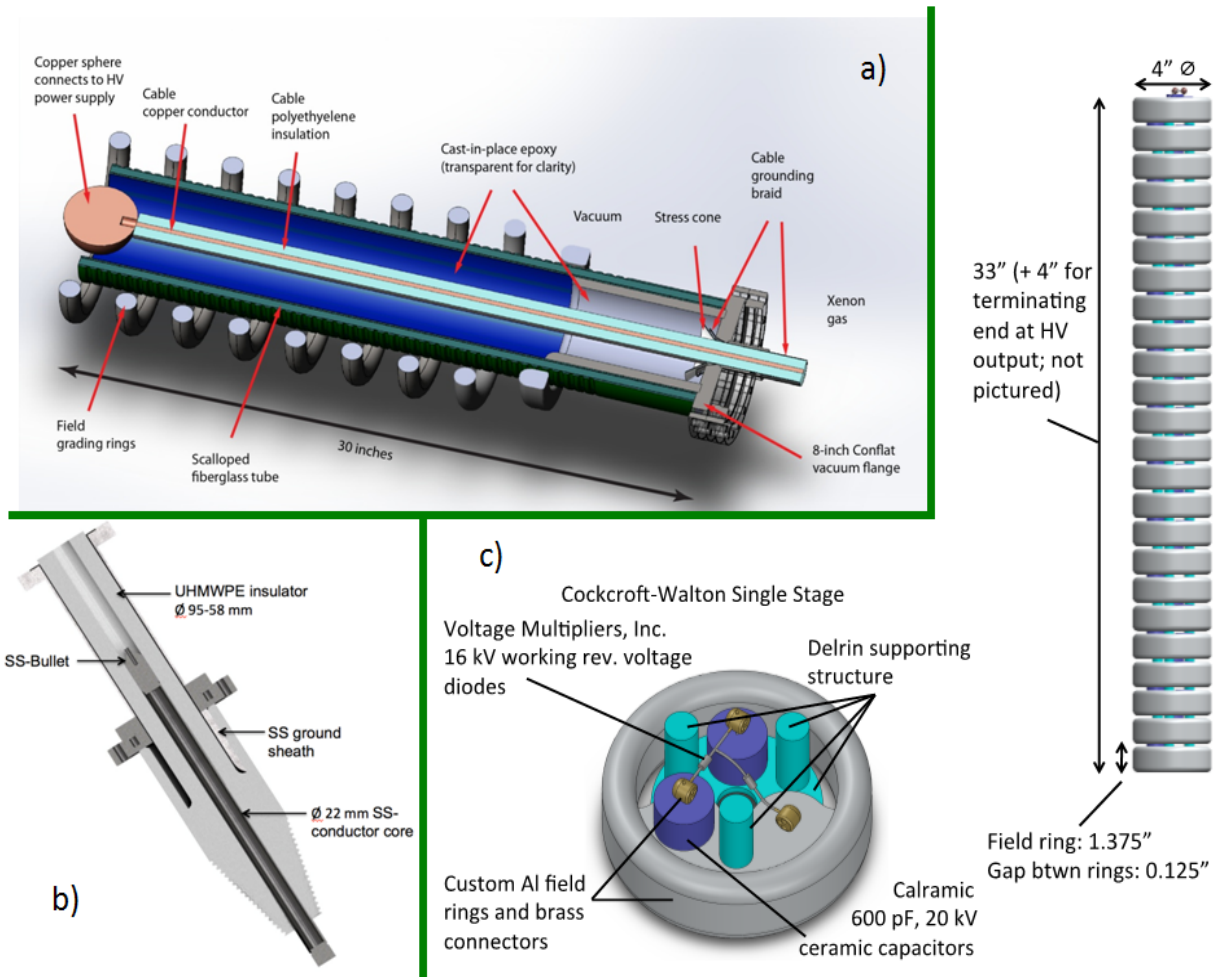 a)
Copper sphere
connects to HV
power supply
Cable
copper conductor
Cable
polyethylene
insulation
Cast-in-place epoxy
(transparent for clarity)
Vacuum
Stress cone
Cable
grounding
braid
Xenon
gas
Field
grading rings
Scalloped
fiberglass tube
30 inches
8-inch Conflat
vacuum flange
4” Ø
33” (+ 4” for
terminating
end at HV
output; not
pictured)
Field ring: 1.375”
Gap btwn rings: 0.125”
b)
UHMWPE insulator
Ø 95-58 mm
SS-Bullet
SS ground
sheath
Ø 22 mm SS-
conductor core
c)
Cockcroft-Walton Single Stage
Voltage Multipliers, Inc.
16 kV working rev. voltage
diodes
Delrin supporting
structure
Custom Al field
rings and brass
connectors
Calramic
600 pF, 20 kV
ceramic capacitors